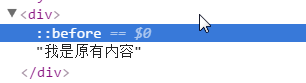 ▼<div>
::before == $0
"我是原有内容"
</div>